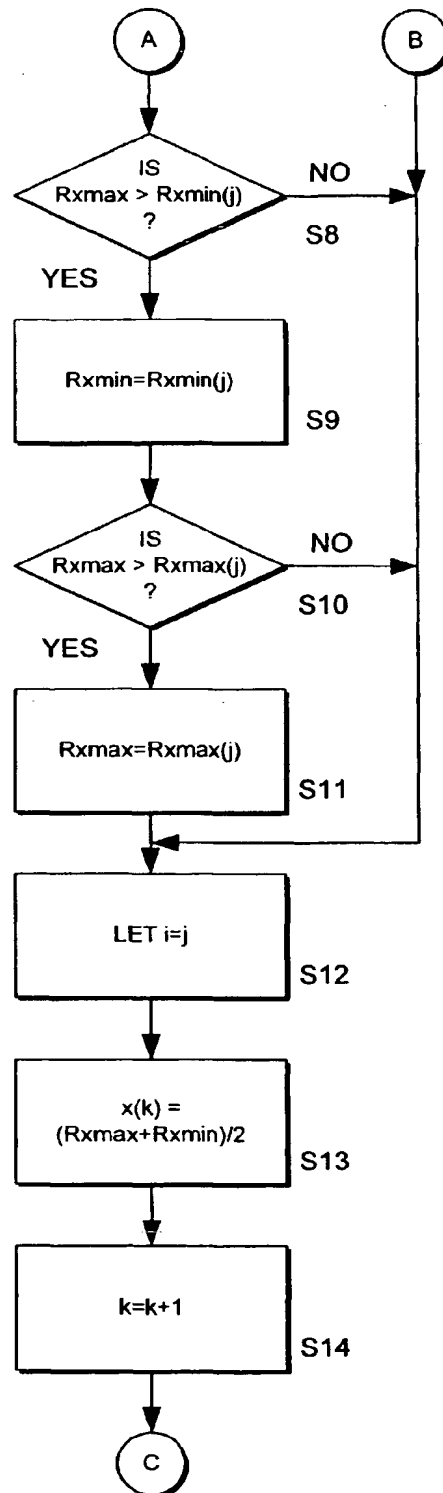 A
B
IS
Rxmax > Rxmin(j)
?
NO
S8
YES
Rxmin=Rxmin(j)
S9
IS
Rxmax > Rxmax(j)
?
NO
S10
YES
Rxmax=Rxmax(j)
S11
LET i=j
S12
x(k) =
(Rxmax+Rxmin)/2
S13
k=k+1
S14
C